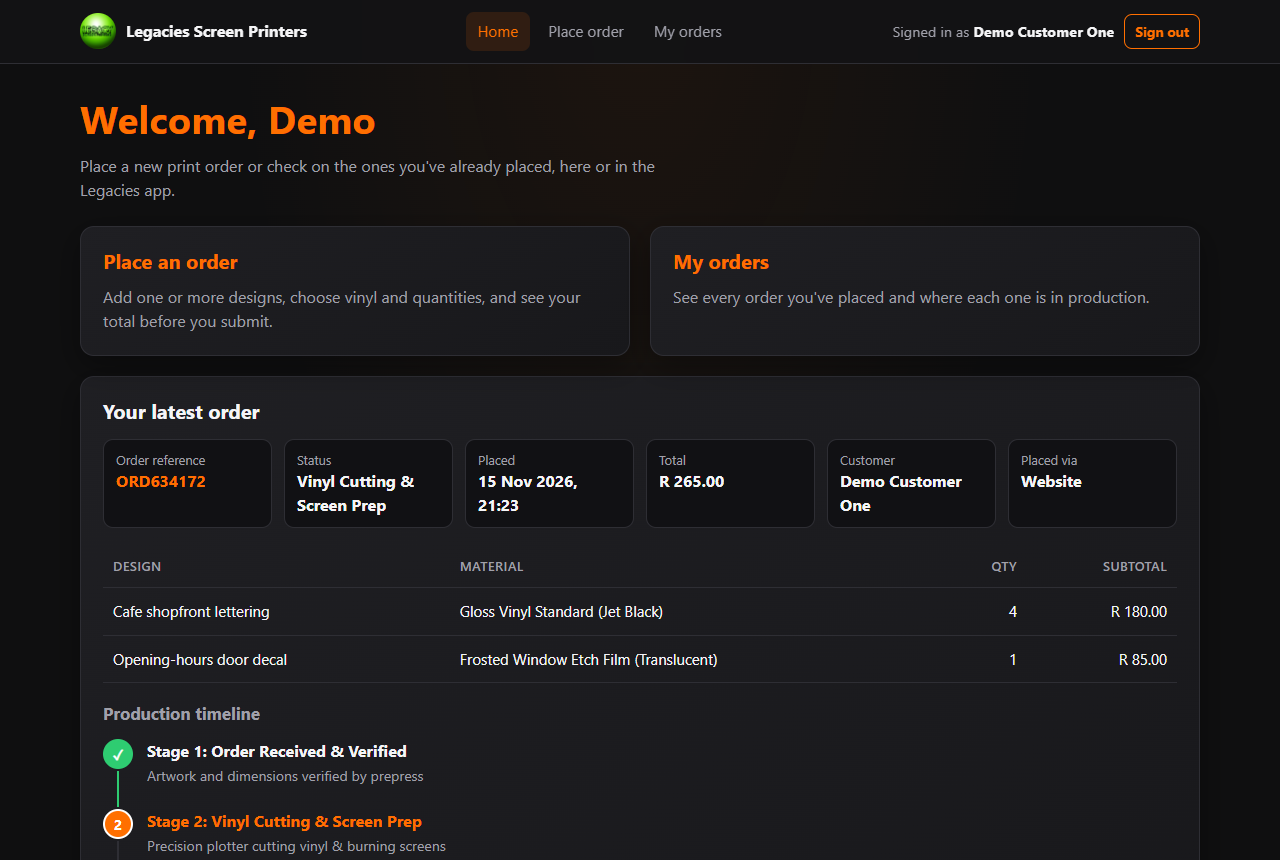 Legacies Screen Printers
Home
Place order
My orders
Signed in as Demo Customer One
Sign out
Welcome, Demo
Place a new print order or check on the ones you've already placed, here or in the
Legacies app.
Place an order
Add one or more designs, choose vinyl and quantities, and see your
total before you submit.
My orders
See every order you've placed and where each one is in production.
Your latest order
Order reference
ORD634172
Status
Vinyl Cutting &
Screen Prep
Placed
15 Nov 2026,
21:23
Total
R 265.00
Customer
Demo Customer
One
Placed via
Website
DESIGN MATERIAL QTY SUBTOTAL
Cafe shopfront lettering Gloss Vinyl Standard (Jet Black) 4 R 180.00
Opening-hours door decal Frosted Window Etch Film (Translucent) 1 R 85.00
Production timeline
✓ Stage 1: Order Received & Verified
Artwork and dimensions verified by prepress
2 Stage 2: Vinyl Cutting & Screen Prep
Precision plotter cutting vinyl & burning screens